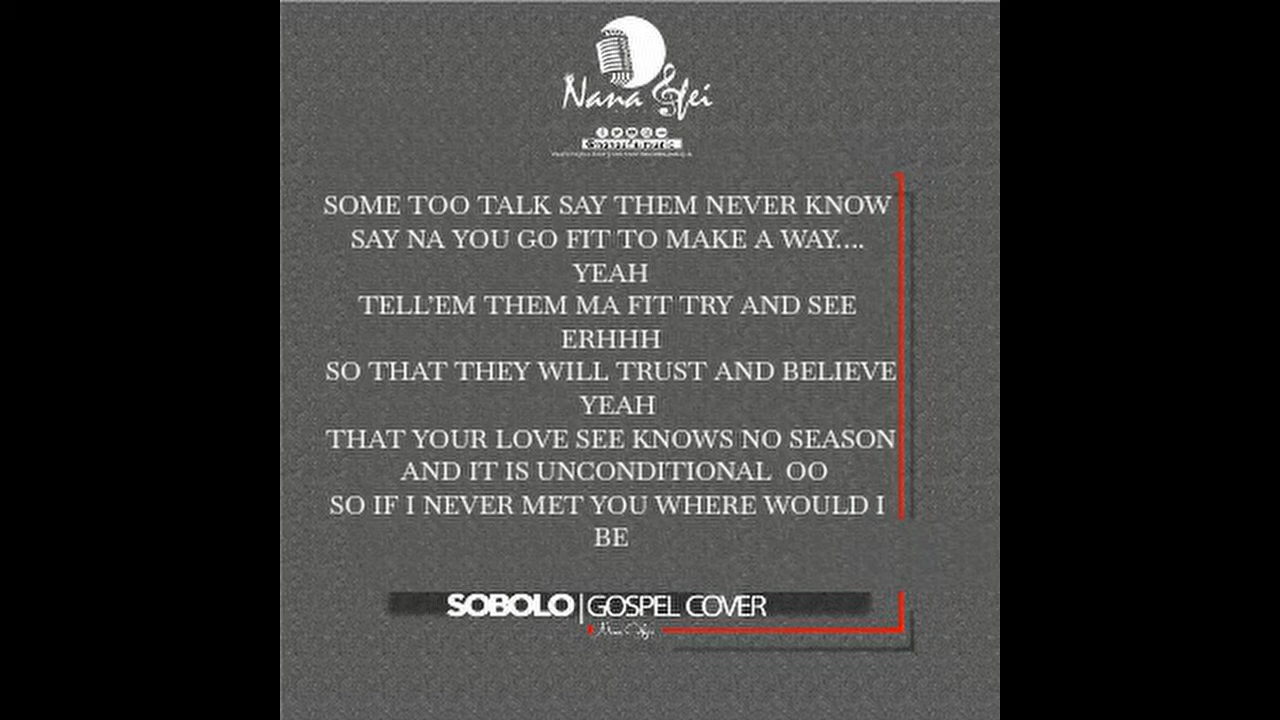 Nana Efei
SOME TOO TALK SAY THEM NEVER KNOW
SAY NA YOU GO FIT TO MAKE A WAY....
YEAH
TELL'EM THEM MA FIT TRY AND SEE
ERHHH
SO THAT THEY WILL TRUST AND BELIEVE
YEAH
THAT YOUR LOVE SEE KNOWS NO SEASON
AND IT IS UNCONDITIONAL OO
SO IF I NEVER MET YOU WHERE WOULD I
BE
SOBOLO|GOSPEL COVER